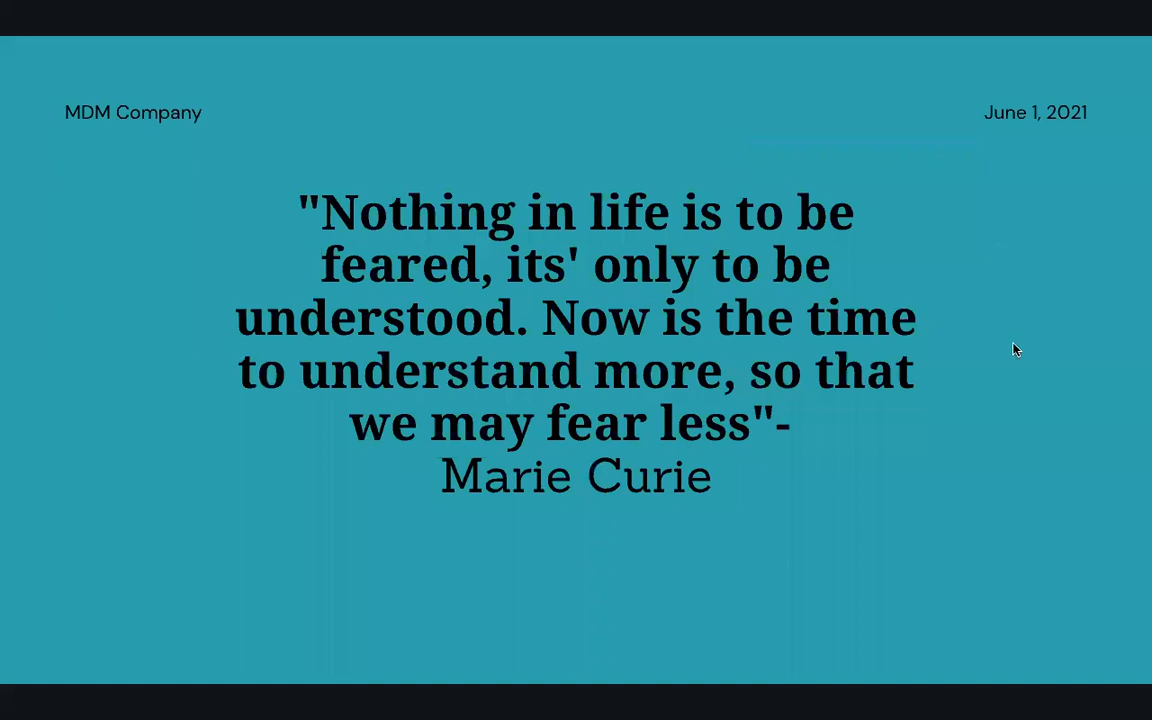 MDM Company
June 1, 2021
"Nothing in life is to be
feared, its' only to be
understood. Now is the time
to understand more, so that
we may fear less"-
Marie Curie